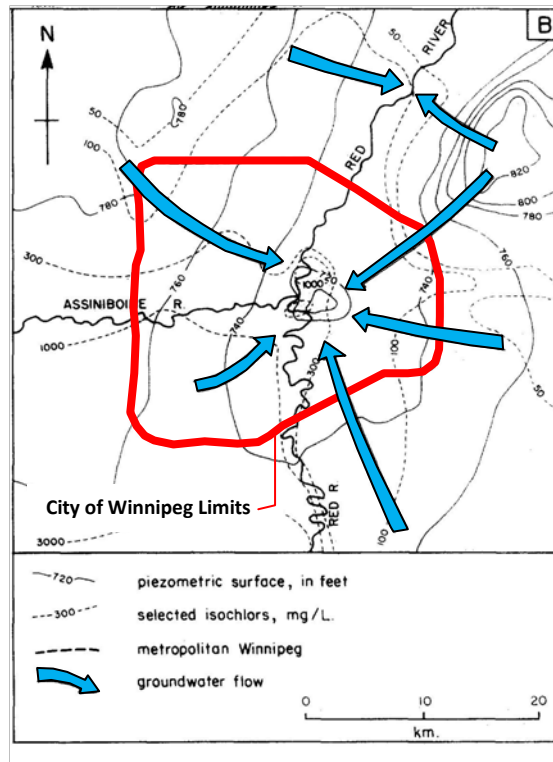 B
N
RIVER
50
780
50
100
RED
820
800
780
780
300
760
50
1000
760
740
ASSINIBOINE R.
740
1000
300
100
50
City of Winnipeg Limits
RED R.
100
3000
720 piezometric surface, in feet
300 selected isochlors, mg/L.
metropolitan Winnipeg
groundwater flow
0 10 20
km.